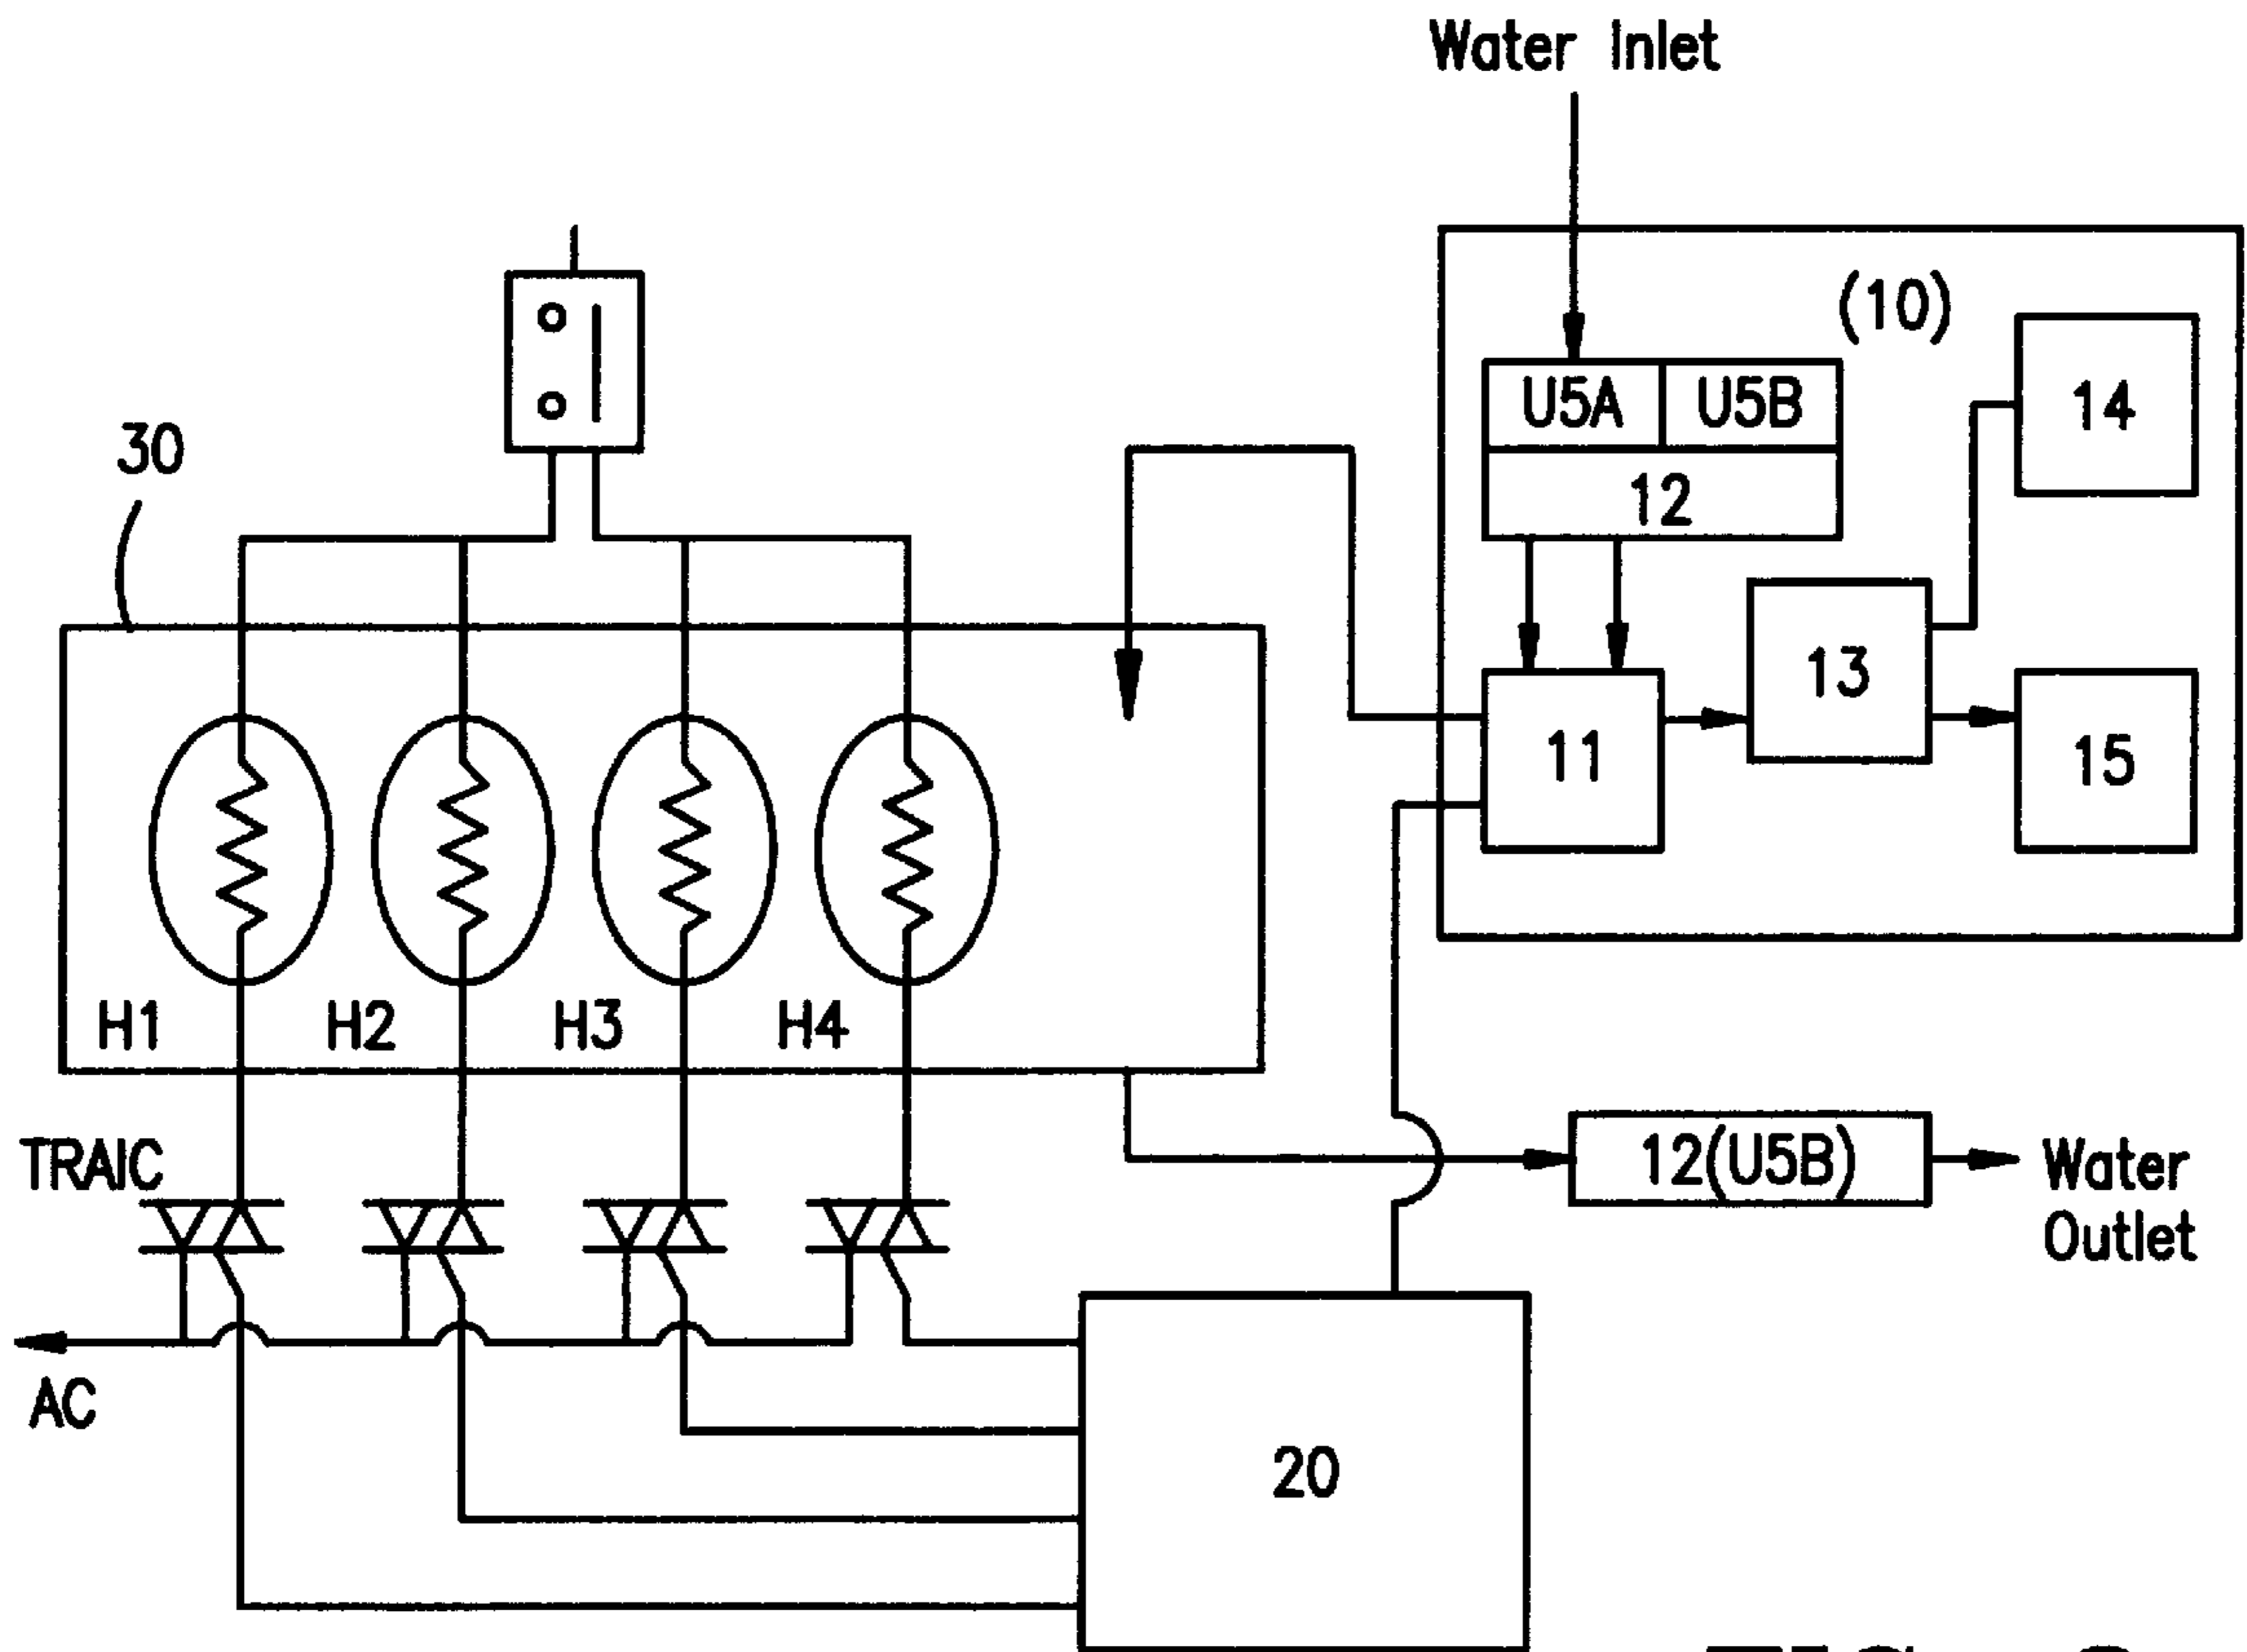 Water Inlet
(10)
U5A
U5B
14
12
30
13
11
15
H1
H2
H3
H4
TRAIC
12(U5B)
Water
Outlet
AC
20